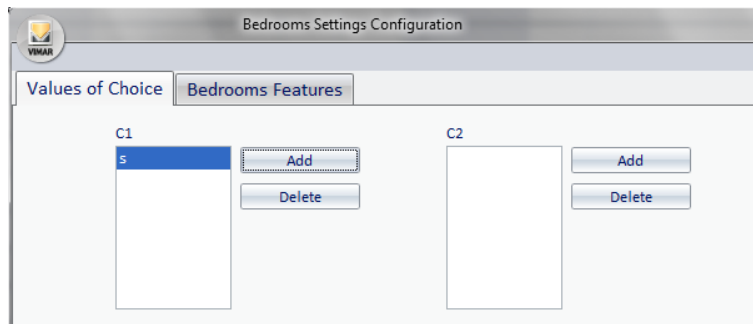 Bedrooms Settings Configuration
VIMAR
Values of Choice
Bedrooms Features
C1
C2
s
Add
Add
Delete
Delete